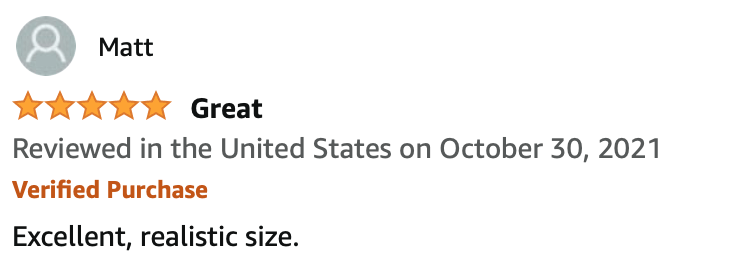 Matt
Great
Reviewed in the United States on October 30, 2021
Verified Purchase
Excellent, realistic size.